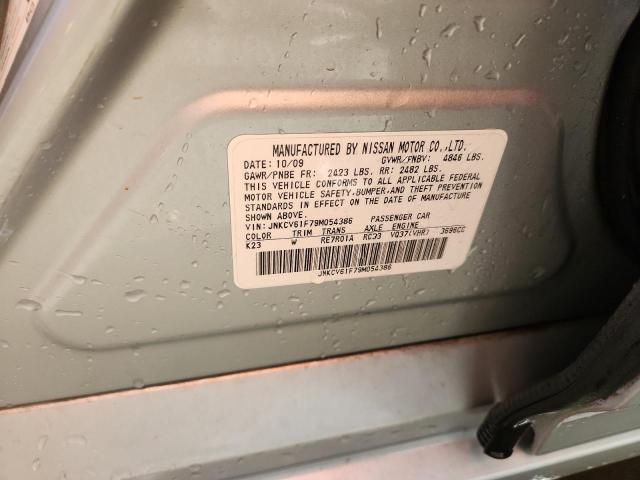 MANUFACTURED BY NISSAN MOTOR CO.,LTD.
DATE: 10/09 GVWR/PNBV: 4846 LBS.
GAWR/PNBE FR: 2423 LBS. RR: 2482 LBS.
THIS VEHICLE CONFORMS TO ALL APPLICABLE FEDERAL
MOTOR VEHICLE SAFETY,BUMPER,AND THEFT PREVENTION
STANDARDS IN EFFECT ON THE DATE OF MANUFACTURE
SHOWN ABOVE.
VIN: JNKCV61F79M054386 PASSENGER CAR
COLOR TRIM TRANS AXLE ENGINE
K23 W RE7R01A RC33 VQ37(VHR) 3696CC
JNKCV61F79M054386